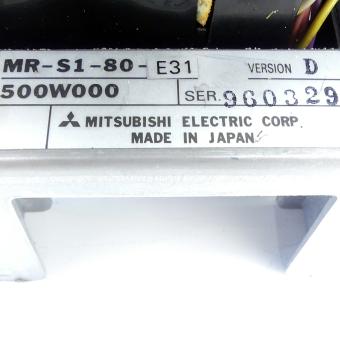 MR-S1-80-E31 VERSION D
500W000 SER. 960329
MITSUBISHI ELECTRIC CORP.
MADE IN JAPAN